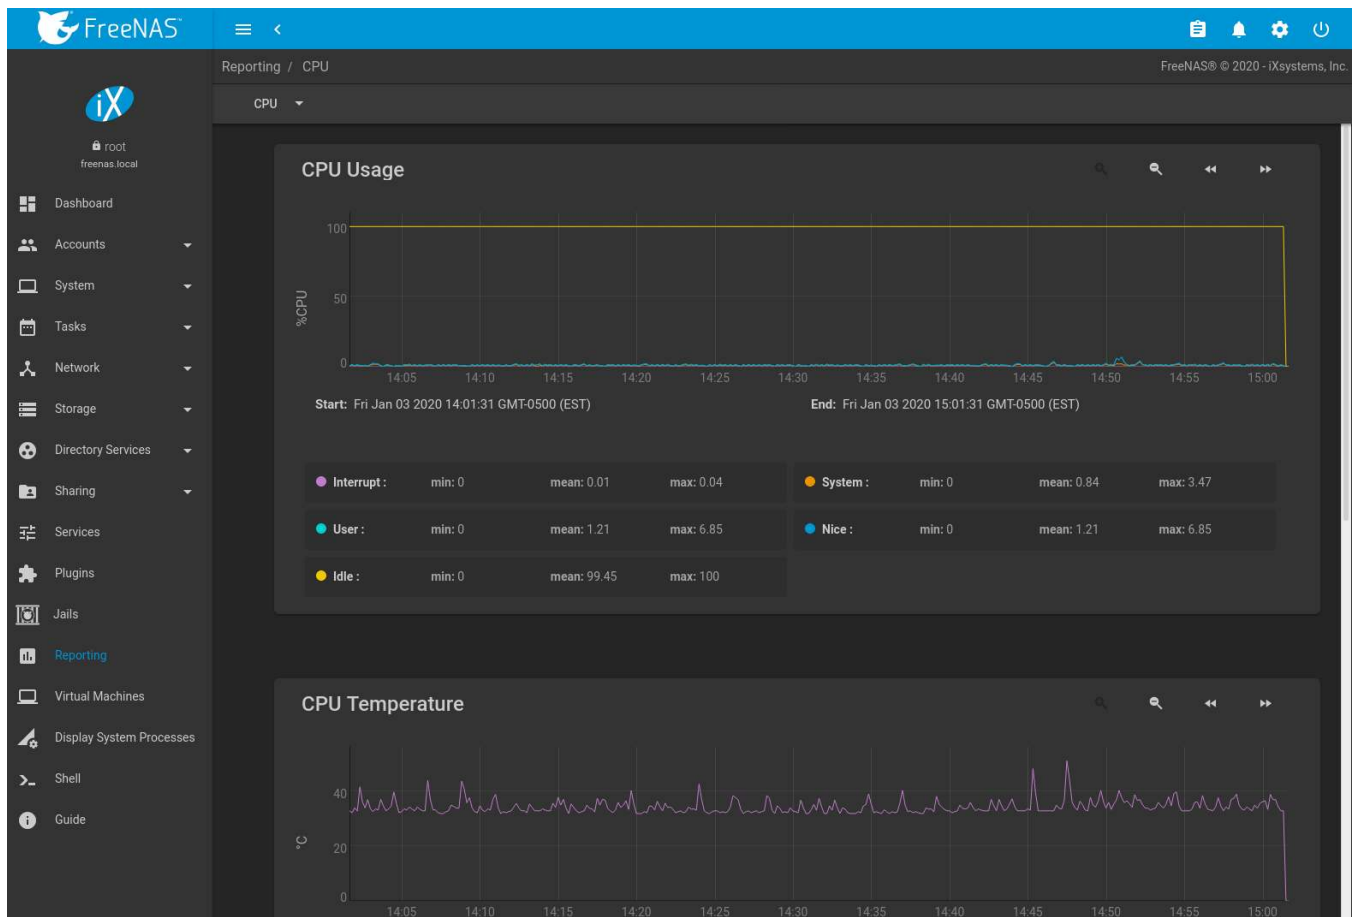 FreeNAS®
Reporting / CPU
FreeNAS® © 2020 - iXsystems, Inc.
CPU
iX
root
freenas.local
Dashboard
Accounts
System
Tasks
Network
Storage
Directory Services
Sharing
Services
Plugins
Jails
Reporting
Virtual Machines
Display System Processes
Shell
Guide
CPU Usage
100
50
0
%CPU
14:05 14:10 14:15 14:20 14:25 14:30 14:35 14:40 14:45 14:50 14:55 15:00
Start: Fri Jan 03 2020 14:01:31 GMT-0500 (EST) End: Fri Jan 03 2020 15:01:31 GMT-0500 (EST)
Interrupt : min: 0 mean: 0.01 max: 0.04 System : min: 0 mean: 0.84 max: 3.47
User : min: 0 mean: 1.21 max: 6.85 Nice : min: 0 mean: 1.21 max: 6.85
Idle : min: 0 mean: 99.45 max: 100
CPU Temperature
40
20
0
°C
14:05 14:10 14:15 14:20 14:25 14:30 14:35 14:40 14:45 14:50 14:55 15:00